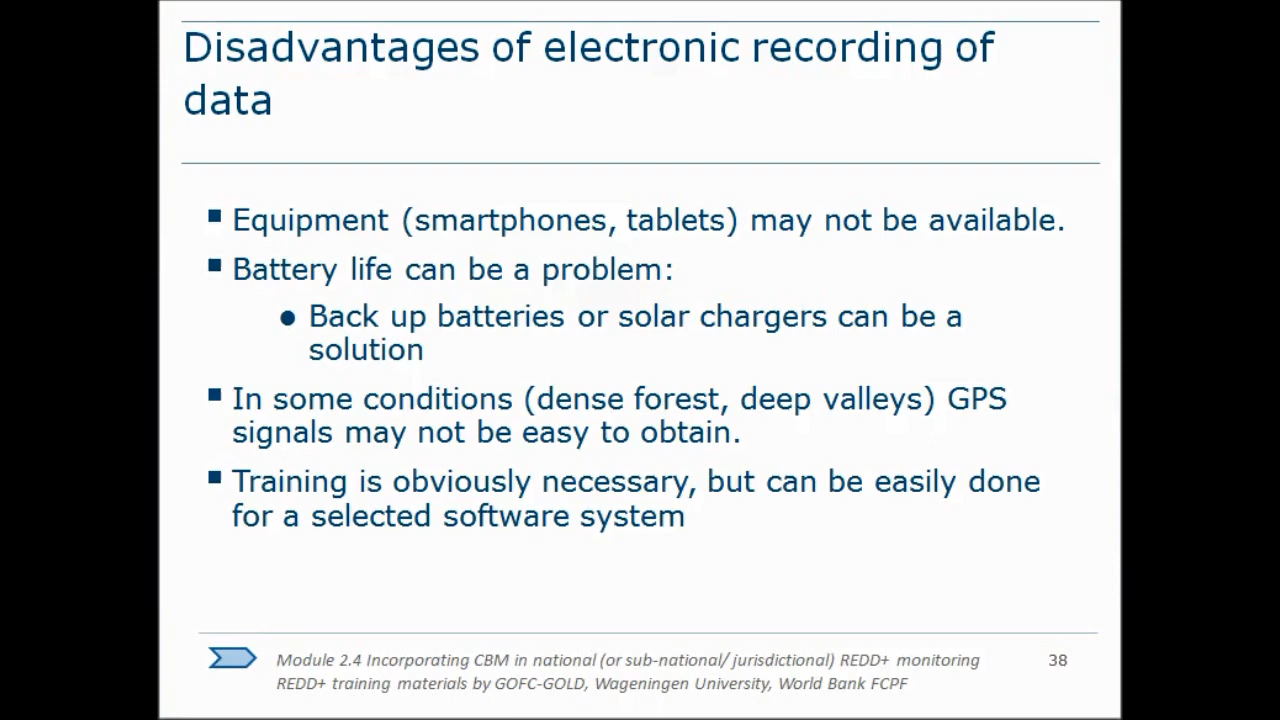 Disadvantages of electronic recording of
data
Equipment (smartphones, tablets) may not be available.
Battery life can be a problem:
Back up batteries or solar chargers can be a
solution
In some conditions (dense forest, deep valleys) GPS
signals may not be easy to obtain.
Training is obviously necessary, but can be easily done
for a selected software system
Module 2.4 Incorporating CBM in national (or sub-national/ jurisdictional) REDD+ monitoring
REDD+ training materials by GOFC-GOLD, Wageningen University, World Bank FCPF
38